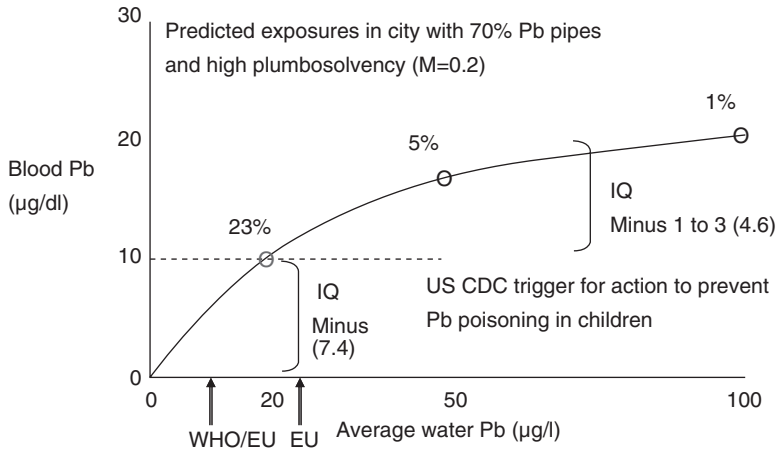 30
Predicted exposures in city with 70% Pb pipes
and high plumbosolvency (M=0.2)
1%
20
5%
Blood Pb
(µg/dl)
IQ
Minus 1 to 3 (4.6)
23%
10
US CDC trigger for action to prevent
Pb poisoning in children
IQ
Minus
(7.4)
0
0 20 50 100
WHO/EU EU Average water Pb (µg/l)